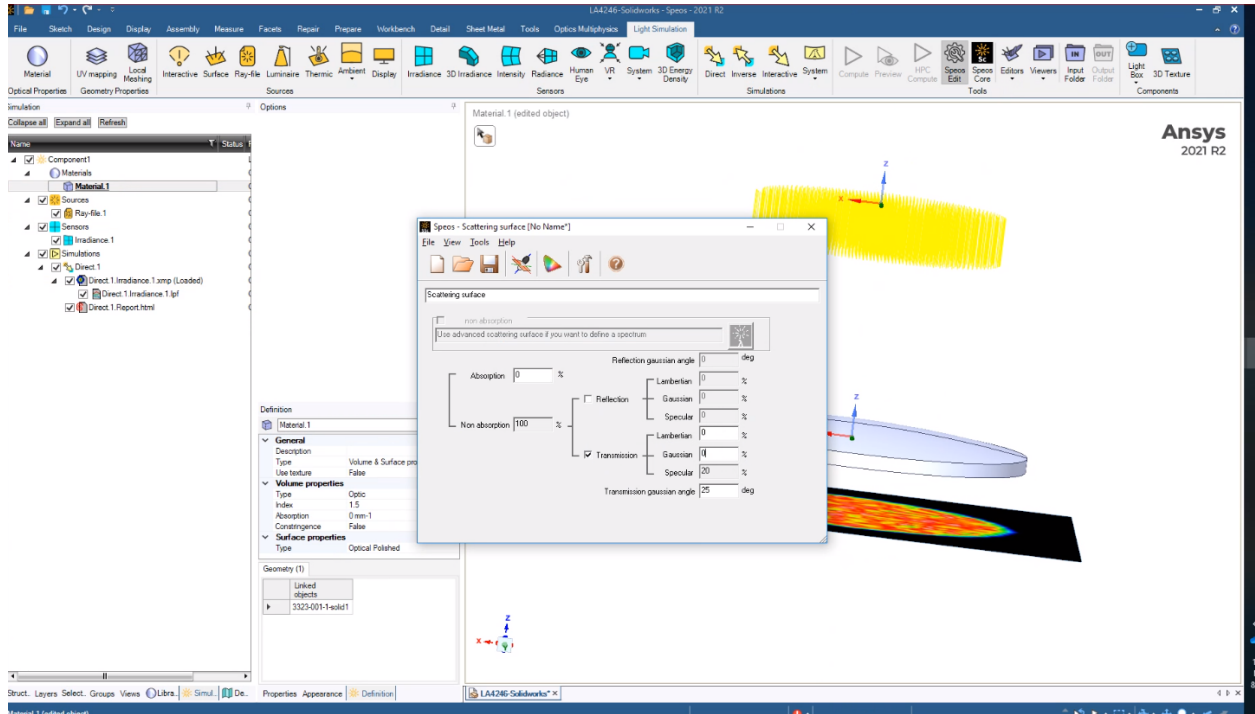 LA4246-Solidworks - Speos - 2021 R2
File Sketch Design Display Assembly Measure Facets Repair Prepare Workbench Detail Sheet Metal Tools Optics Multiphysics Light Simulation
Material UV mapping Local Meshing Interactive Surface Ray-file Luminaire Thermic Ambient Display Irradiance 3D Irradiance Intensity Radiance Human Eye VR System 3D Energy Density Direct Inverse Interactive System Compute Preview HPC Compute Speos Edit Speos Core Editors Viewers Input Folder Output Folder Light Box 3D Texture
Optical Properties Geometry Properties Sources Sensors Simulations Tools Components
Simulation
Collapse all Expand all Refresh
Name Status
Component1
Materials
Material.1
Sources
Ray-file.1
Sensors
Irradiance.1
Simulations
Direct.1
Direct.1.Irradiance.1.xmp (Loaded)
Direct.1.Irradiance.1.lpf
Direct.1.Report.html
Options
Definition
Material.1
General
Description
Type Volume & Surface pro
Use texture False
Volume properties
Type Optic
Index 1.5
Absorption 0 mm-1
Constringence False
Surface properties
Type Optical Polished
Geometry (1)
Linked objects
3323-001-1-solid1
Material.1 (edited object)
Ansys
2021 R2
z
x
z
z
x
Speos - Scattering surface [No Name*]
File View Tools Help
Scattering surface
non absorption
Use advanced scattering surface if you want to define a spectrum
Reflection gaussian angle 0 deg
Absorption 0 %
Lambertian 0 %
Reflection Gaussian 0 %
Specular 0 %
Non absorption 100 %
Lambertian 0 %
Transmission Gaussian 0 %
Specular 20 %
Transmission gaussian angle 25 deg
Struct.. Layers Select.. Groups Views Libra.. Simul.. De..
Properties Appearance Definition
LA4246-Solidworks* ×
Material.1 (edited object)